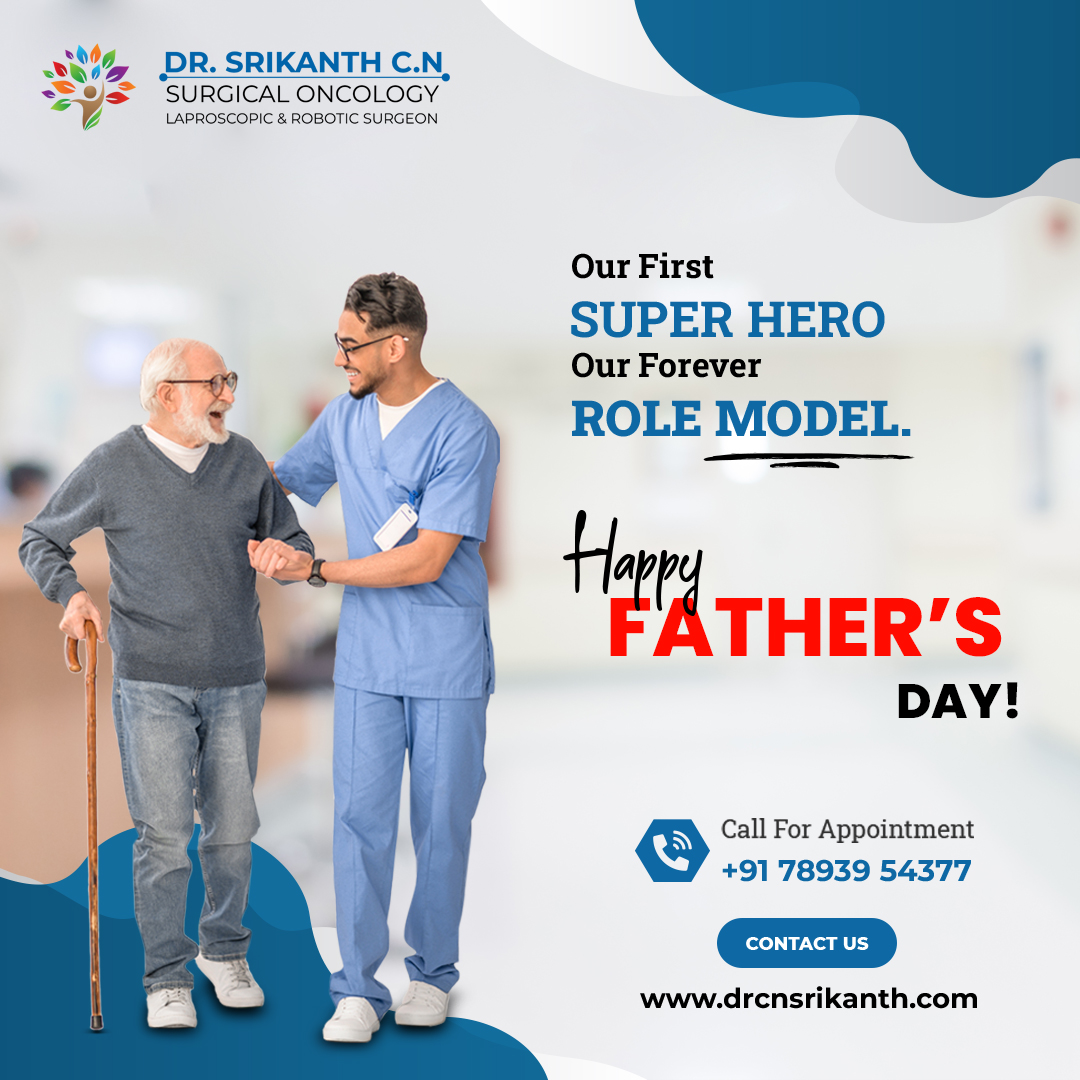 DR. SRIKANTH C.N
SURGICAL ONCOLOGY
LAPROSCOPIC & ROBOTIC SURGEON
Our First
SUPER HERO
Our Forever
ROLE MODEL.
Happy
FATHER'S
DAY!
Call For Appointment
+91 78939 54377
CONTACT US
www.drcnsrikanth.com